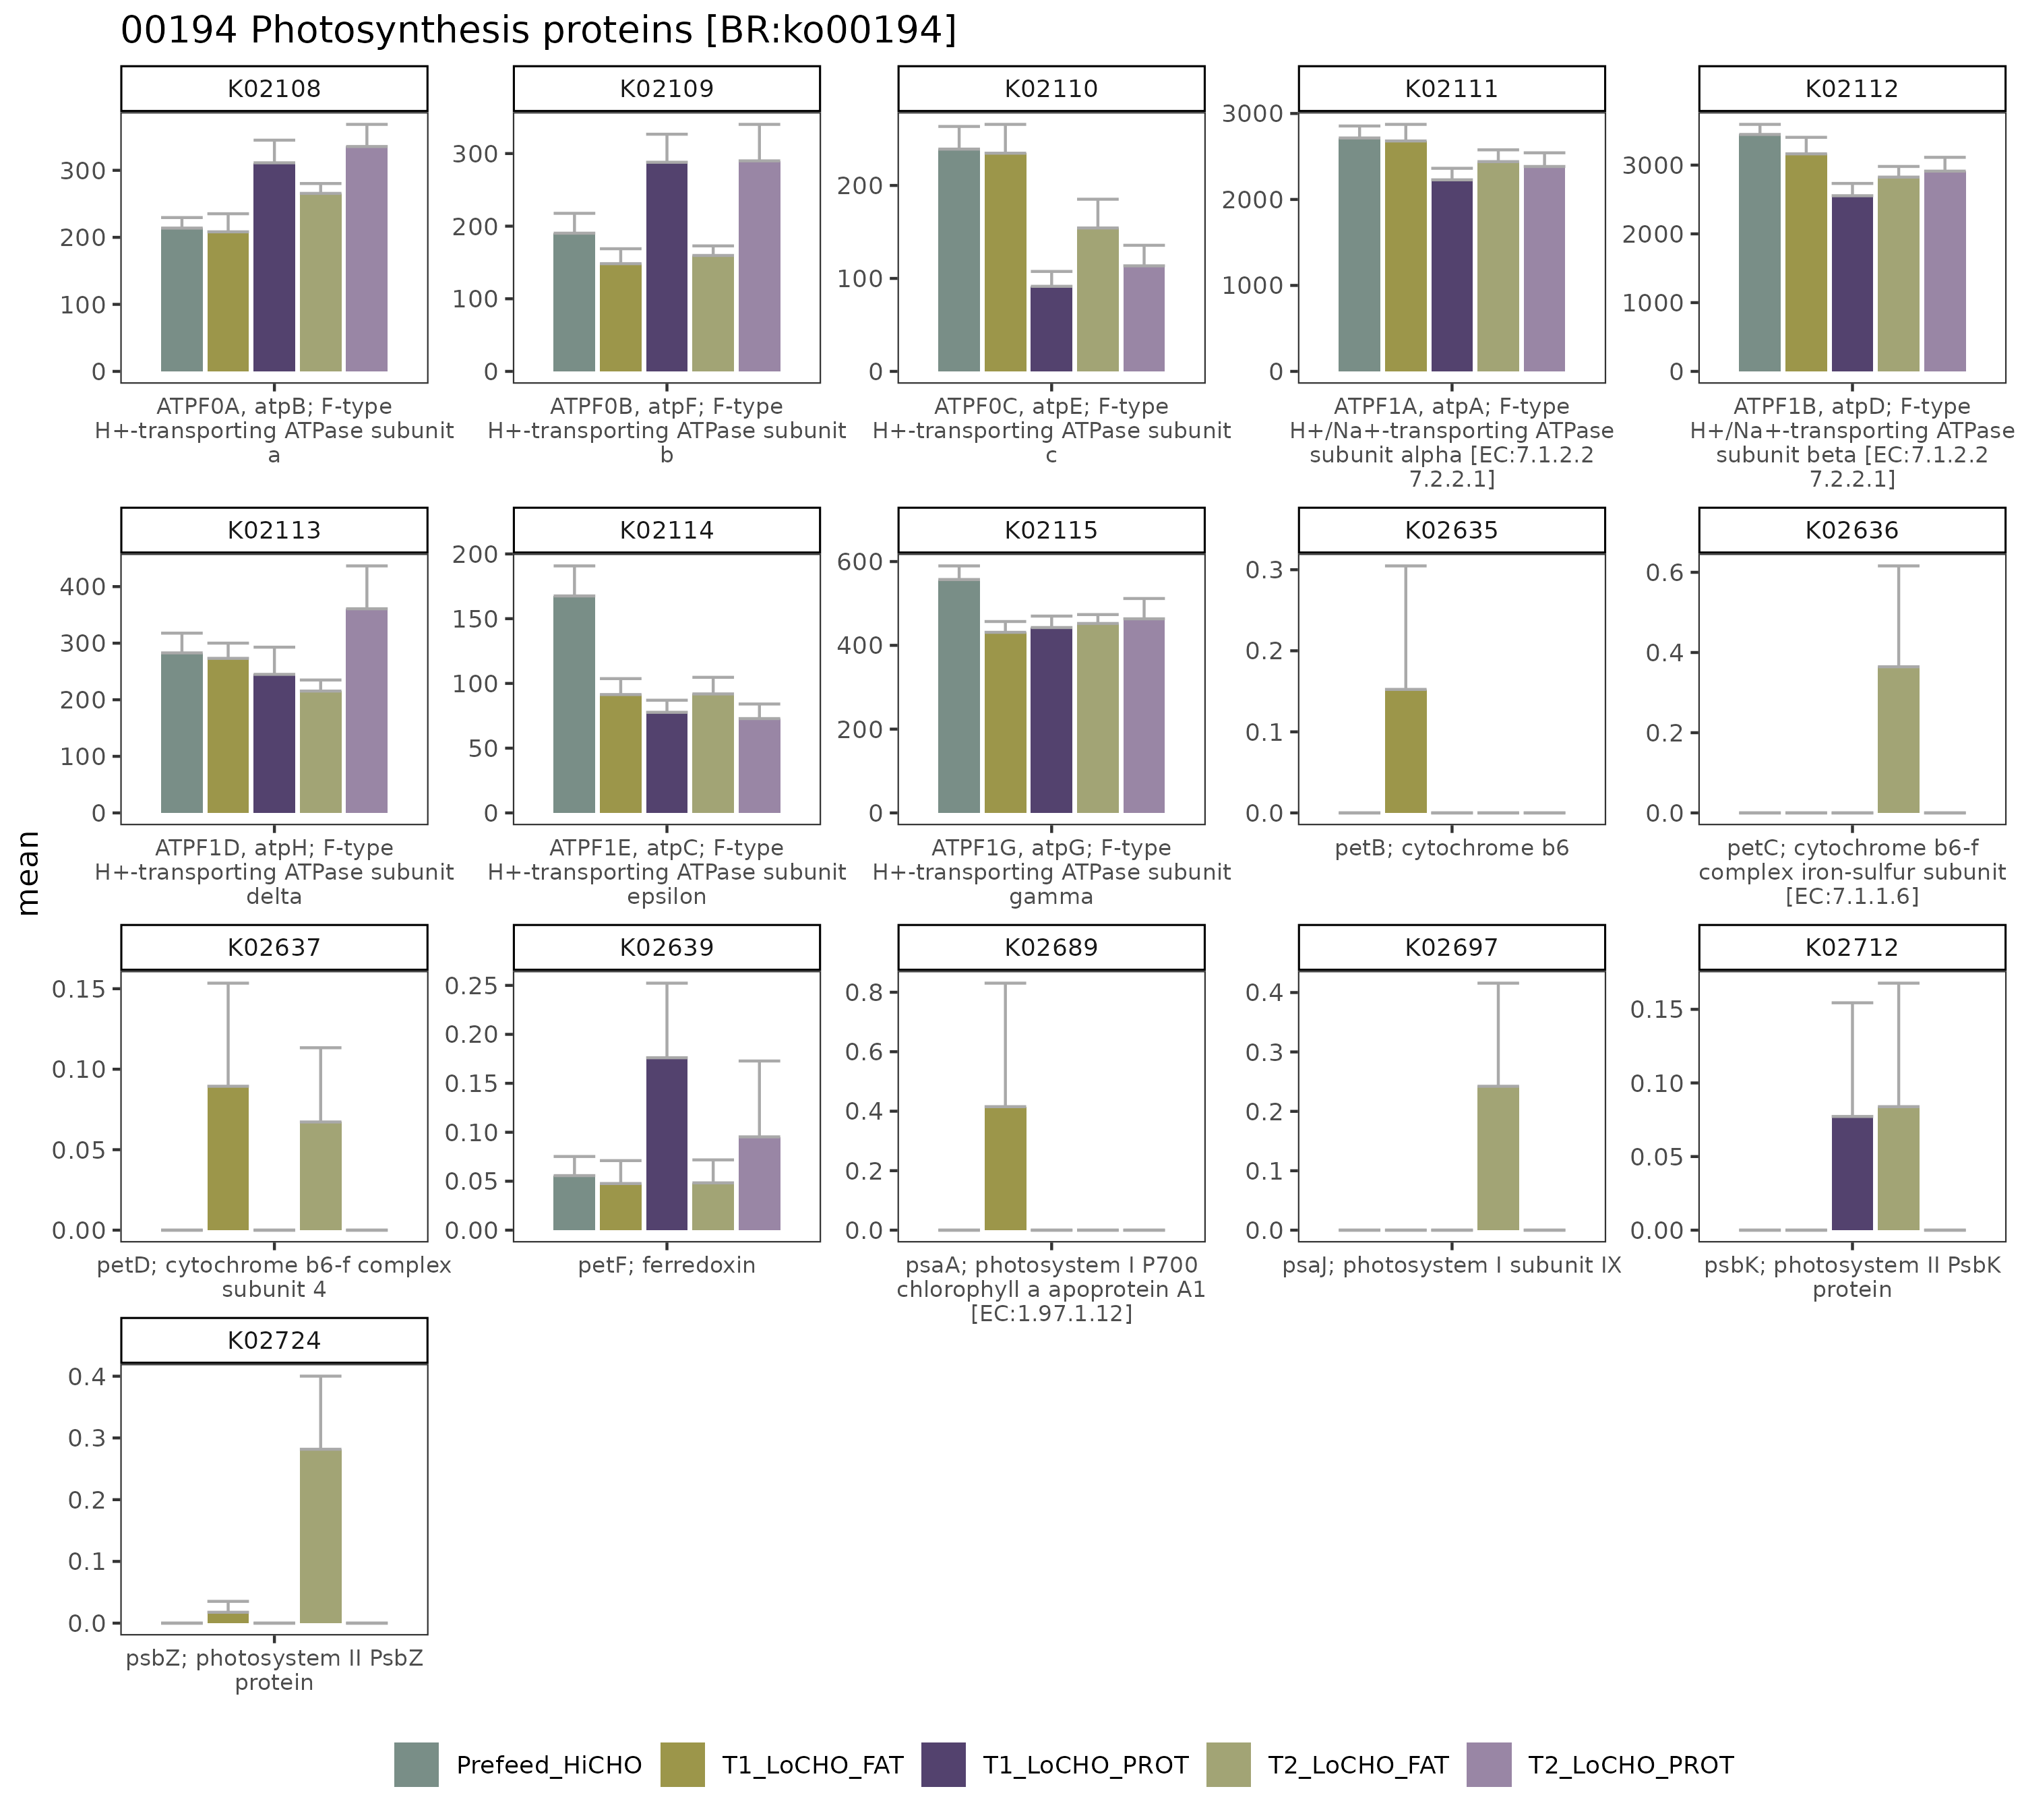 00194 Photosynthesis proteins [BR:ko00194]
K02108
K02109
K02110
K02111
K02112
300
200
100
0
300
200
100
0
200
100
0
3000
2000
1000
0
3000
2000
1000
0
ATPF0A, atpB; F-type
H+-transporting ATPase subunit
a
ATPF0B, atpF; F-type
H+-transporting ATPase subunit
b
ATPF0C, atpE; F-type
H+-transporting ATPase subunit
c
ATPF1A, atpA; F-type
H+/Na+-transporting ATPase
subunit alpha [EC:7.1.2.2
7.2.2.1]
ATPF1B, atpD; F-type
H+/Na+-transporting ATPase
subunit beta [EC:7.1.2.2
7.2.2.1]
K02113
K02114
K02115
K02635
K02636
400
300
200
100
0
200
150
100
50
0
600
400
200
0
0.3
0.2
0.1
0.0
0.6
0.4
0.2
0.0
ATPF1D, atpH; F-type
H+-transporting ATPase subunit
delta
ATPF1E, atpC; F-type
H+-transporting ATPase subunit
epsilon
ATPF1G, atpG; F-type
H+-transporting ATPase subunit
gamma
petB; cytochrome b6
petC; cytochrome b6-f
complex iron-sulfur subunit
[EC:7.1.1.6]
mean
K02637
K02639
K02689
K02697
K02712
0.15
0.10
0.05
0.00
0.25
0.20
0.15
0.10
0.05
0.00
0.8
0.6
0.4
0.2
0.0
0.4
0.3
0.2
0.1
0.0
0.15
0.10
0.05
0.00
petD; cytochrome b6-f complex
subunit 4
petF; ferredoxin
psaA; photosystem I P700
chlorophyll a apoprotein A1
[EC:1.97.1.12]
psaJ; photosystem I subunit IX
psbK; photosystem II PsbK
protein
K02724
0.4
0.3
0.2
0.1
0.0
psbZ; photosystem II PsbZ
protein
Prefeed_HiCHO
T1_LoCHO_FAT
T1_LoCHO_PROT
T2_LoCHO_FAT
T2_LoCHO_PROT